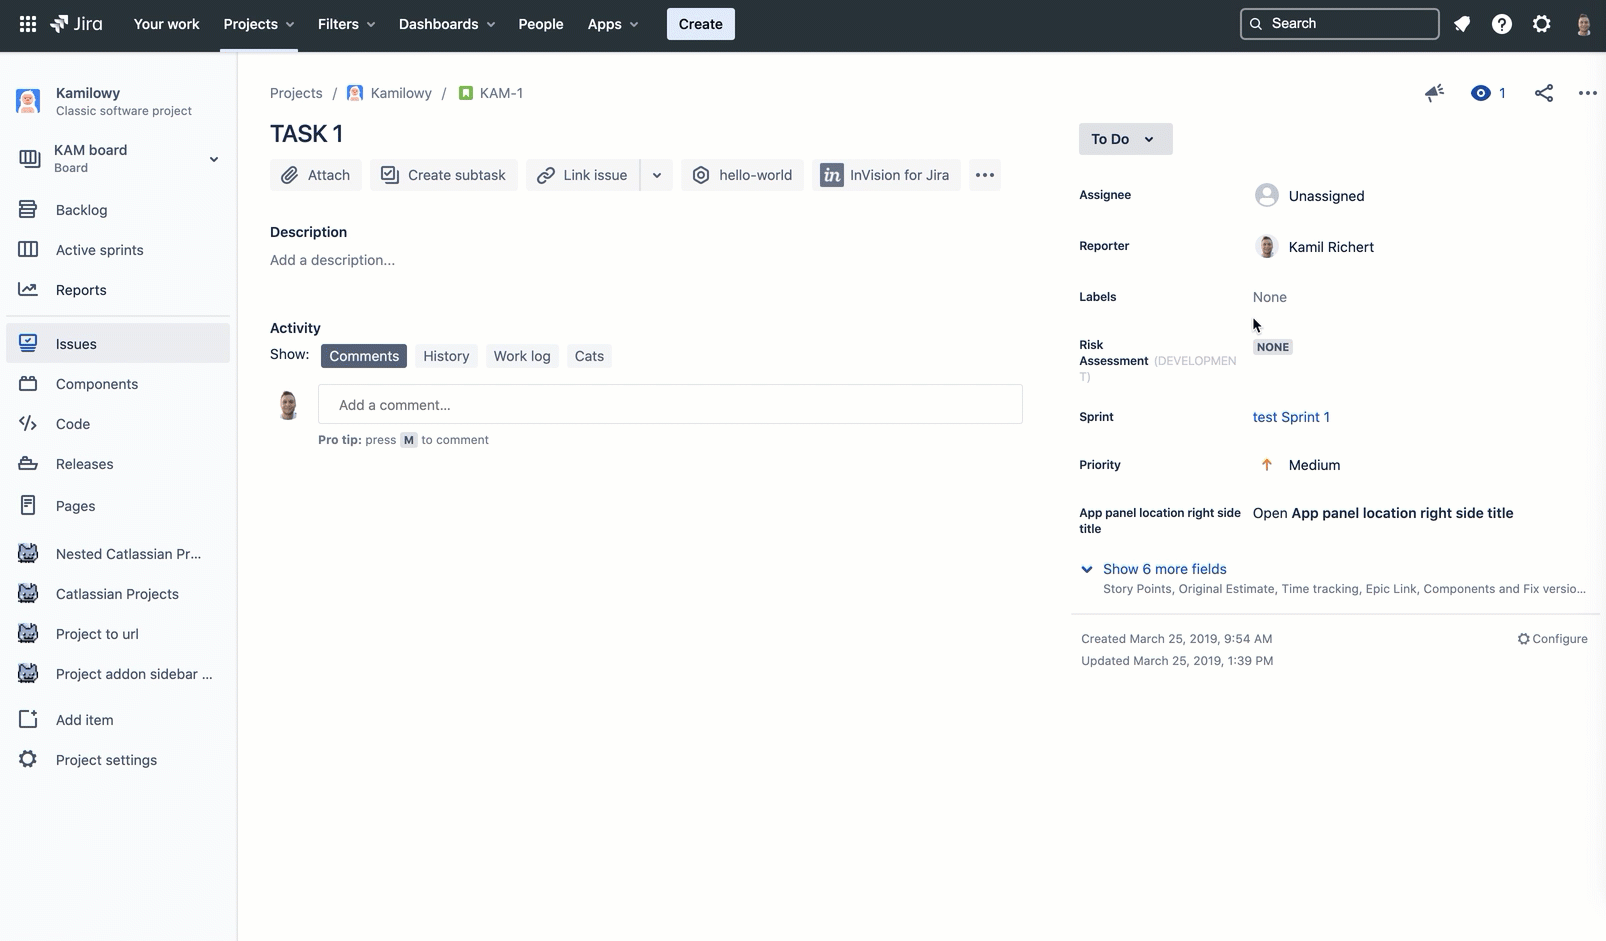 Jira
Your work
Projects
Filters
Dashboards
People
Apps
Create
Search
Kamilowy
Classic software project
KAM board
Board
Backlog
Active sprints
Reports
Issues
Components
Code
Releases
Pages
Nested Catlassian Pr...
Catlassian Projects
Project to url
Project addon sidebar ...
Add item
Project settings
Projects / Kamilowy / KAM-1
TASK 1
Attach
Create subtask
Link issue
hello-world
in InVision for Jira
Description
Add a description...
Activity
Show: Comments History Work log Cats
Add a comment...
Pro tip: press M to comment
1
To Do
Assignee
Unassigned
Reporter
Kamil Richert
Labels
None
Risk
Assessment (DEVELOPMEN
T)
NONE
Sprint
test Sprint 1
Priority
Medium
App panel location right side
title
Open App panel location right side title
Show 6 more fields
Story Points, Original Estimate, Time tracking, Epic Link, Components and Fix versio...
Created March 25, 2019, 9:54 AM
Configure
Updated March 25, 2019, 1:39 PM